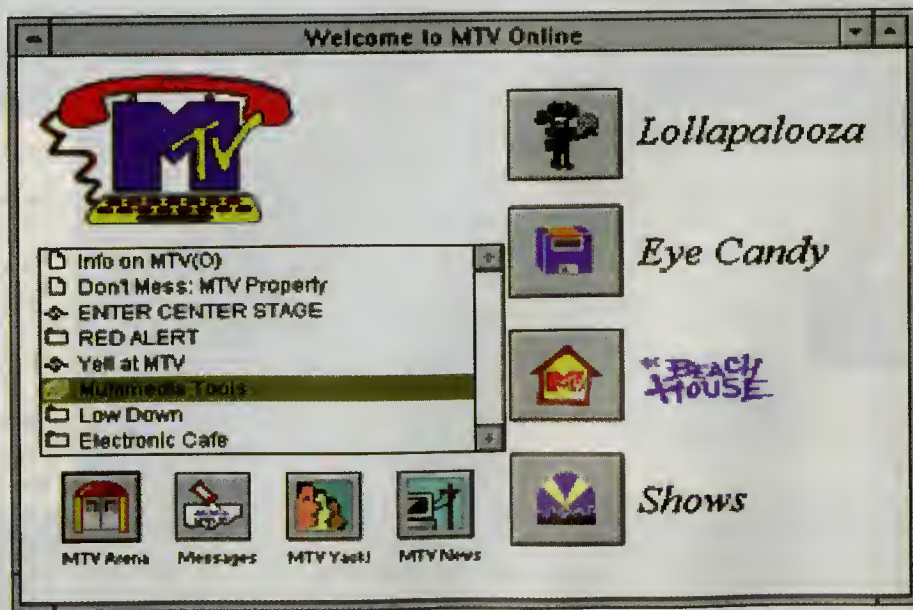 Welcome to MTV Online
MTV
Lollapalooza
Eye Candy
THE BEACH HOUSE
Shows
Info on MTV(O)
Don't Mess: MTV Property
ENTER CENTER STAGE
RED ALERT
Yell at MTV
Multimedia Tools
Low Down
Electronic Cafe
MTV Arena
Messages
MTV Yack!
MTV News